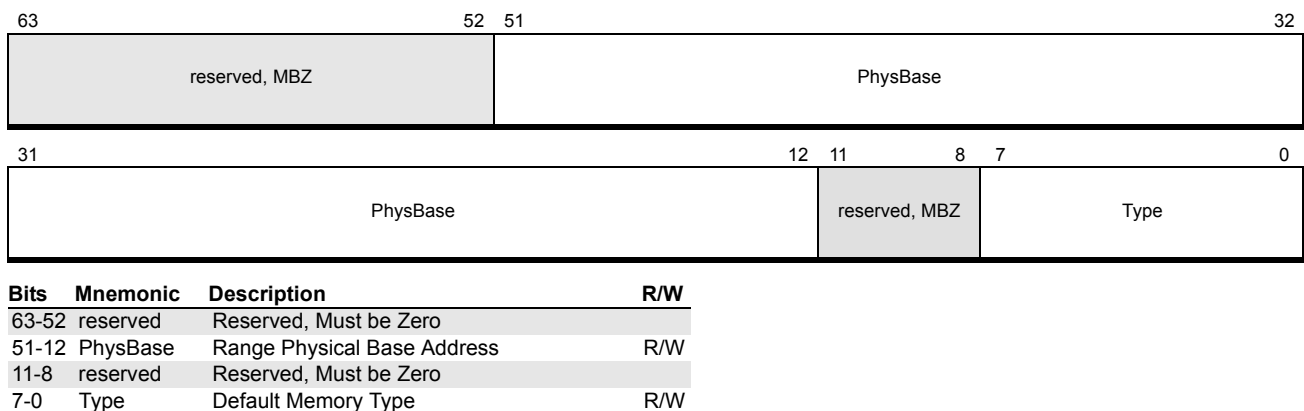 63 52 51 32
reserved, MBZ PhysBase
31 12 11 8 7 0
PhysBase reserved, MBZ Type
Bits Mnemonic Description R/W
63-52 reserved Reserved, Must be Zero
51-12 PhysBase Range Physical Base Address R/W
11-8 reserved Reserved, Must be Zero
7-0 Type Default Memory Type R/W